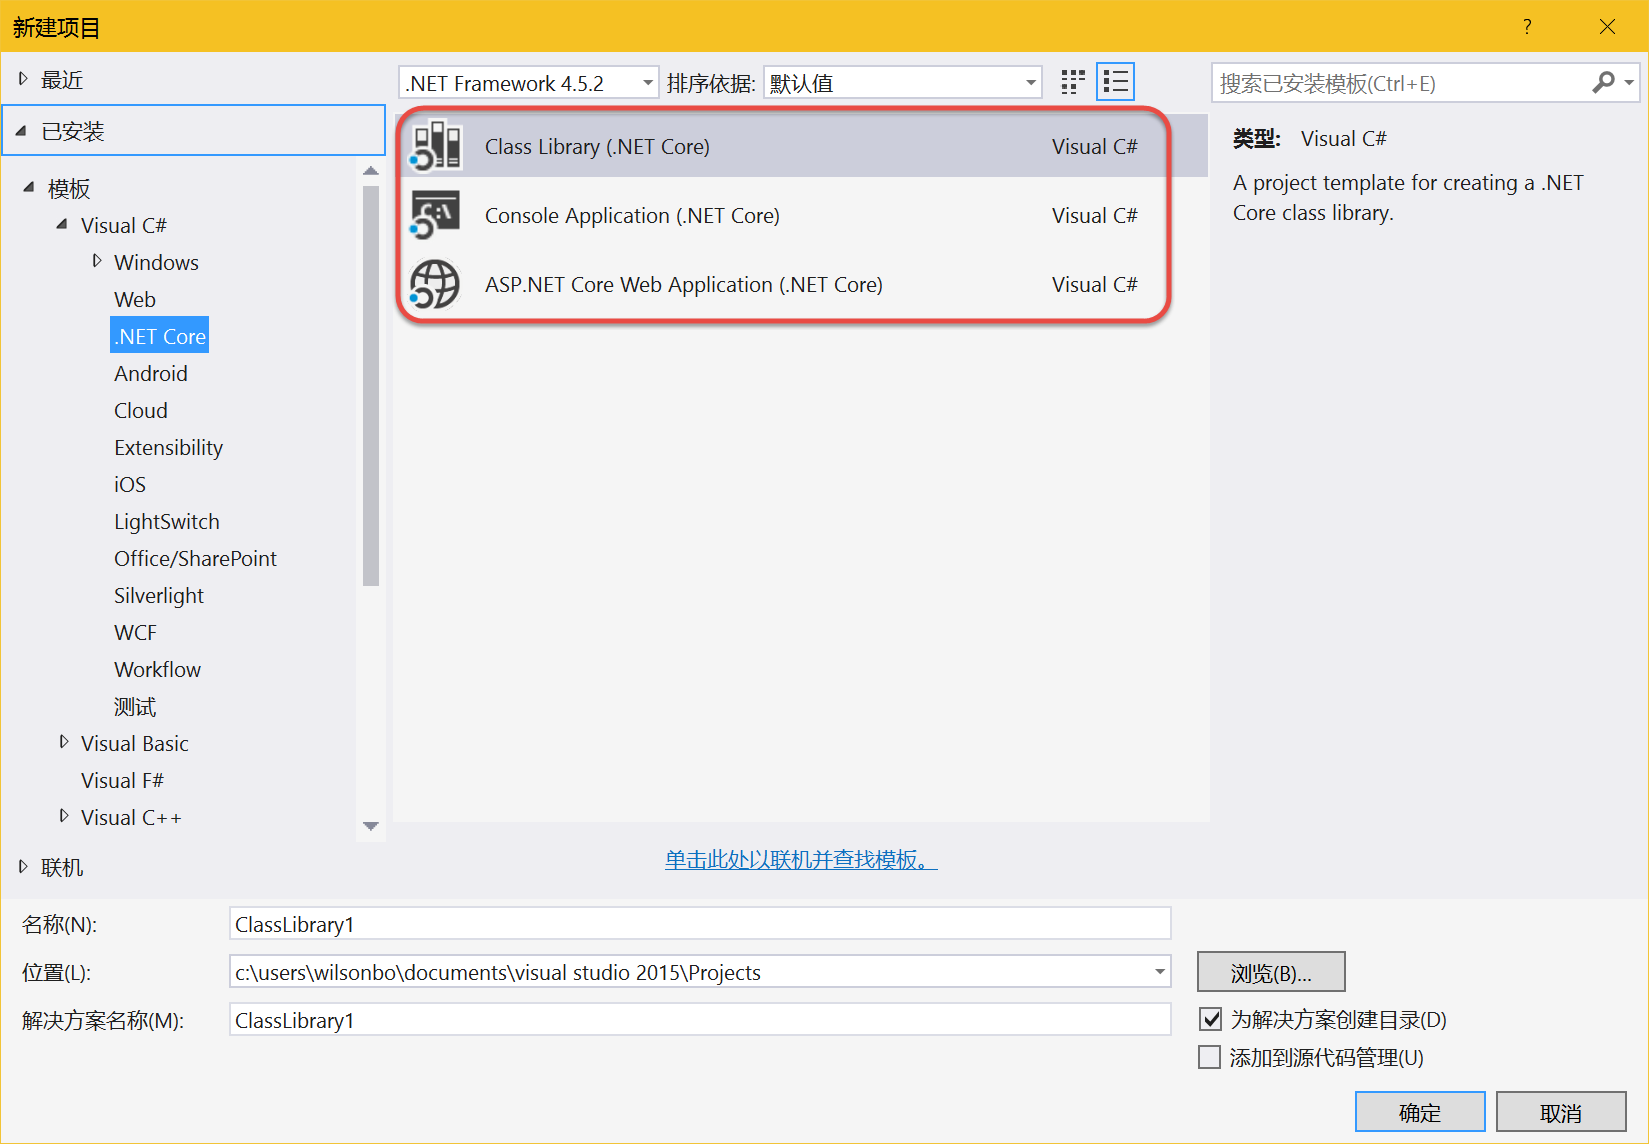 新建项目
?
最近
已安装
模板
Visual C#
Windows
Web
.NET Core
Android
Cloud
Extensibility
iOS
LightSwitch
Office/SharePoint
Silverlight
WCF
Workflow
测试
Visual Basic
Visual F#
Visual C++
联机
.NET Framework 4.5.2 排序依据: 默认值
Class Library (.NET Core) Visual C#
Console Application (.NET Core) Visual C#
ASP.NET Core Web Application (.NET Core) Visual C#
单击此处以联机并查找模板。
搜索已安装模板(Ctrl+E)
类型: Visual C#
A project template for creating a .NET
Core class library.
名称(N): ClassLibrary1
位置(L): c:\users\wilsonbo\documents\visual studio 2015\Projects 浏览(B)...
解决方案名称(M): ClassLibrary1 为解决方案创建目录(D)
添加到源代码管理(U)
确定 取消